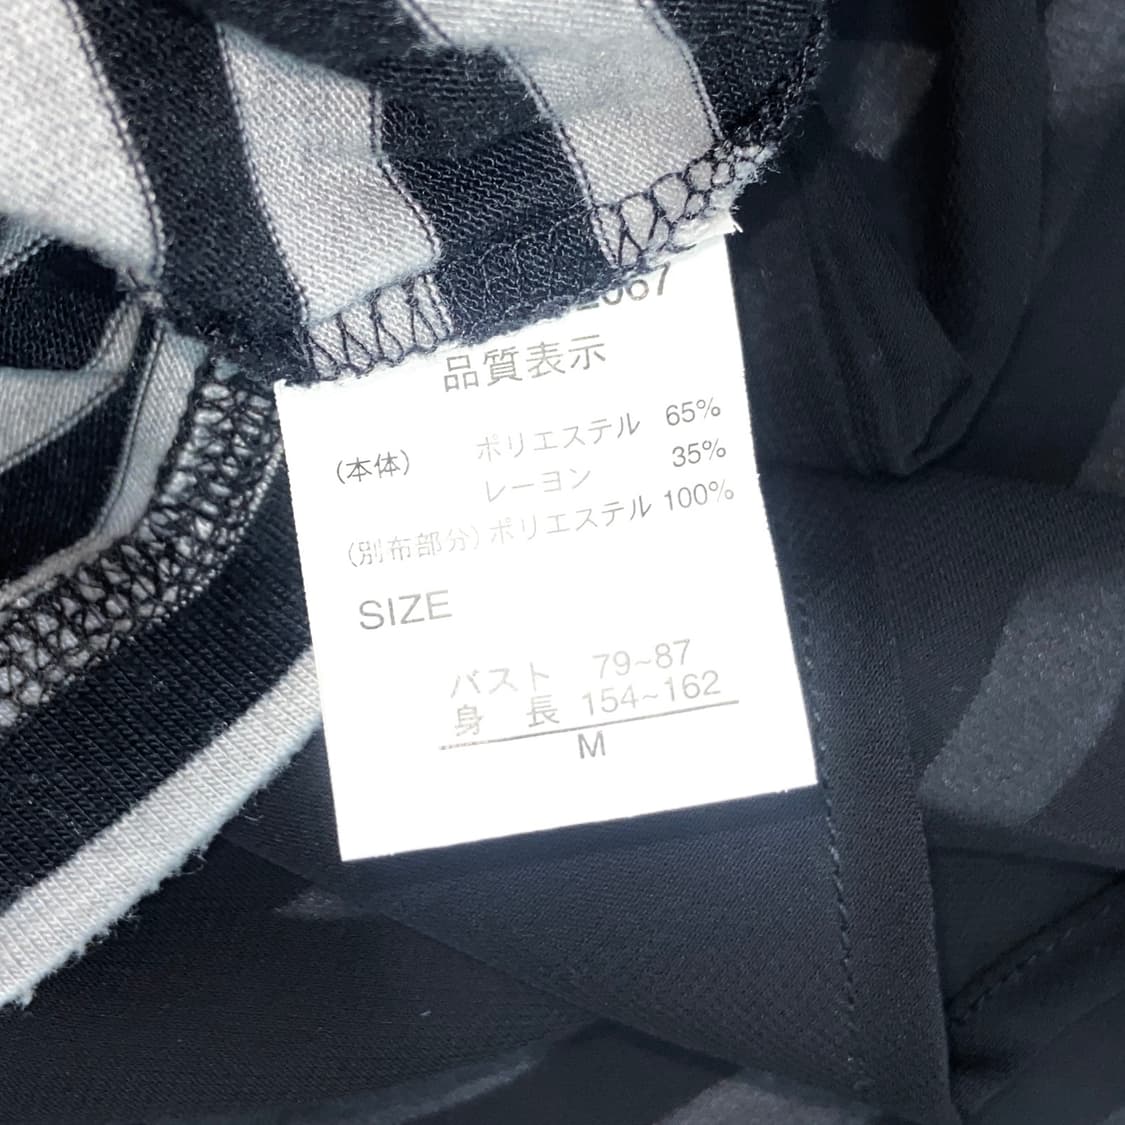 品質表示
(本体) ポリエステル 65%
レーヨン 35%
(別布部分) ポリエステル 100%
SIZE
バスト 79~87
身 長 154~162
M